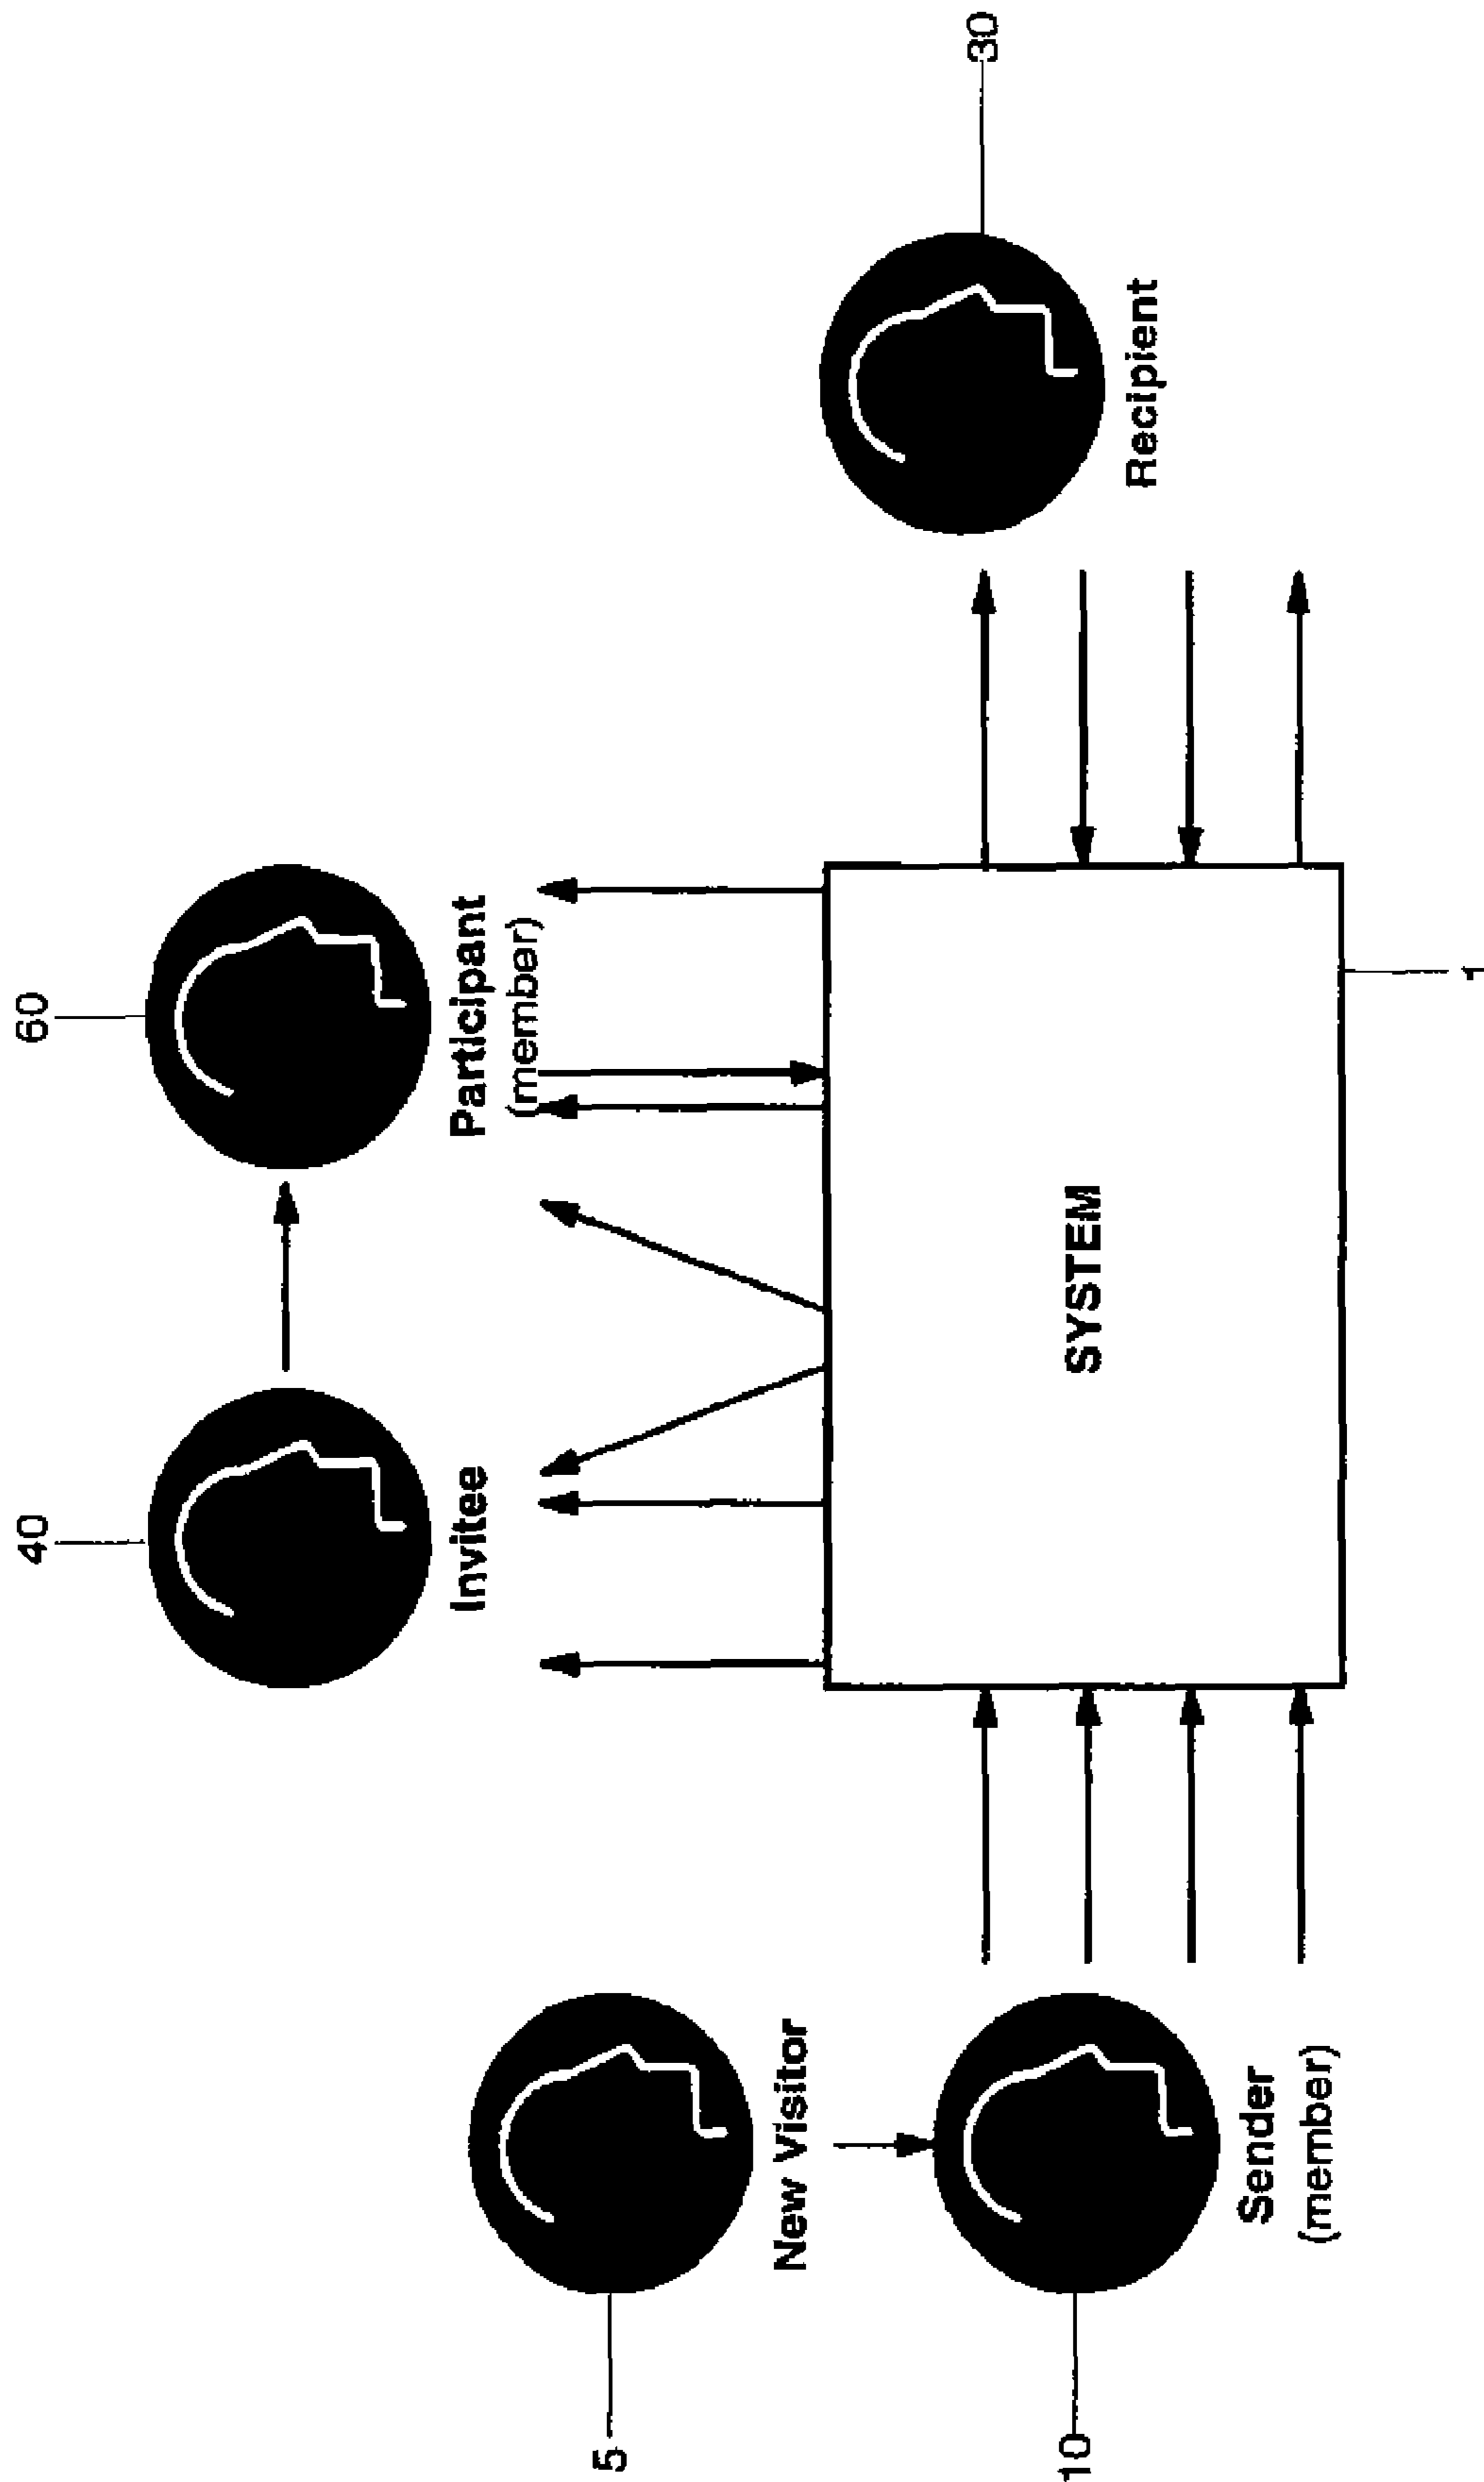 40
60
Invitee
Participant
(member)
5
New Visitor
30
10
Sender
(member)
SYSTEM
Recipient
1